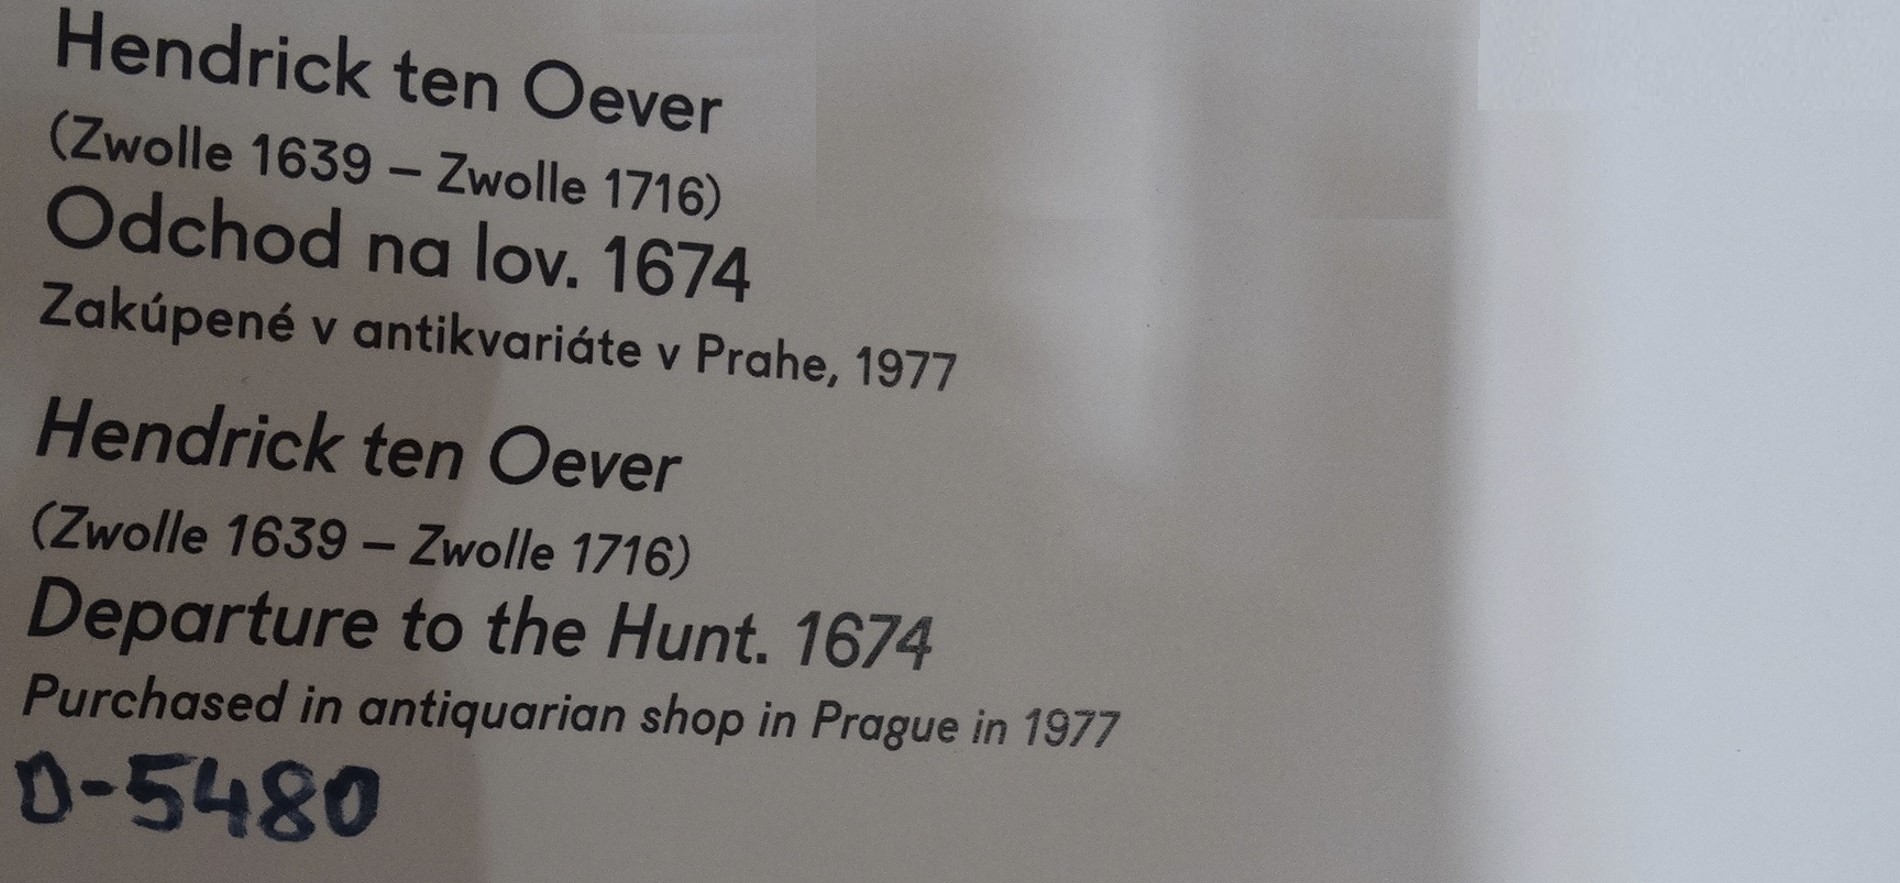 Hendrick ten Oever
(Zwolle 1639 – Zwolle 1716)
Odchod na lov. 1674
Zakúpené v antikvariáte v Prahe, 1977
Hendrick ten Oever
(Zwolle 1639 – Zwolle 1716)
Departure to the Hunt. 1674
Purchased in antiquarian shop in Prague in 1977
O-5480